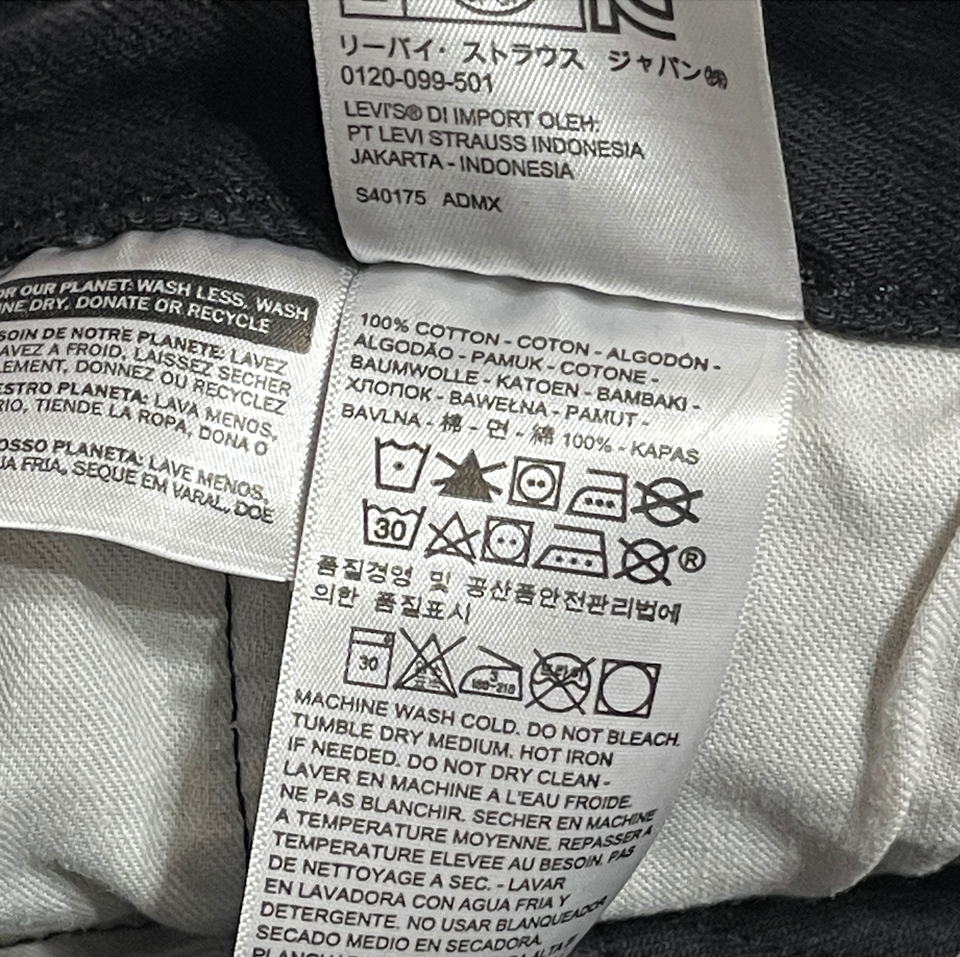 リーバイ・ストラウス ジャパン㈱
0120-099-501
LEVI'S® DI IMPORT OLEH:
PT LEVI STRAUSS INDONESIA
JAKARTA - INDONESIA
S40175 ADMX
OUR PLANET: WASH LESS, WASH
DRY, DONATE OR RECYCLE
SOIN DE NOTRE PLANETE: LAVEZ
A FROID, LAISSEZ SECHER
DONNEZ OU RECYCLEZ
PLANETA: LAVA MENOS,
TIENDE LA ROPA, DONA O
PLANETA: LAVE MENOS,
FRIA, SEQUE EM VARAL, DOE
100% COTTON - COTON - ALGODÓN -
ALGODÃO - PAMUK - COTONE -
BAUMWOLLE - KATOEN - BAMBAKI -
ХЛОПОК - BAWEŁNA - PAMUT -
BAVLNA - 棉 - 면 - 綿 100% - KAPAS
30 ®
품질경영 및 공산품안전관리법에
의한 품질표시
30 3 180~210 드라이
MACHINE WASH COLD. DO NOT BLEACH.
TUMBLE DRY MEDIUM. HOT IRON
IF NEEDED. DO NOT DRY CLEAN -
LAVER EN MACHINE A L'EAU FROIDE.
NE PAS BLANCHIR. SECHER EN MACHINE
A TEMPERATURE MOYENNE. REPASSER A
TEMPERATURE ELEVEE AU BESOIN. PAS
DE NETTOYAGE A SEC. - LAVAR
EN LAVADORA CON AGUA FRIA Y
DETERGENTE. NO USAR BLANQUEADOR
SECADO MEDIO EN SECADORA.